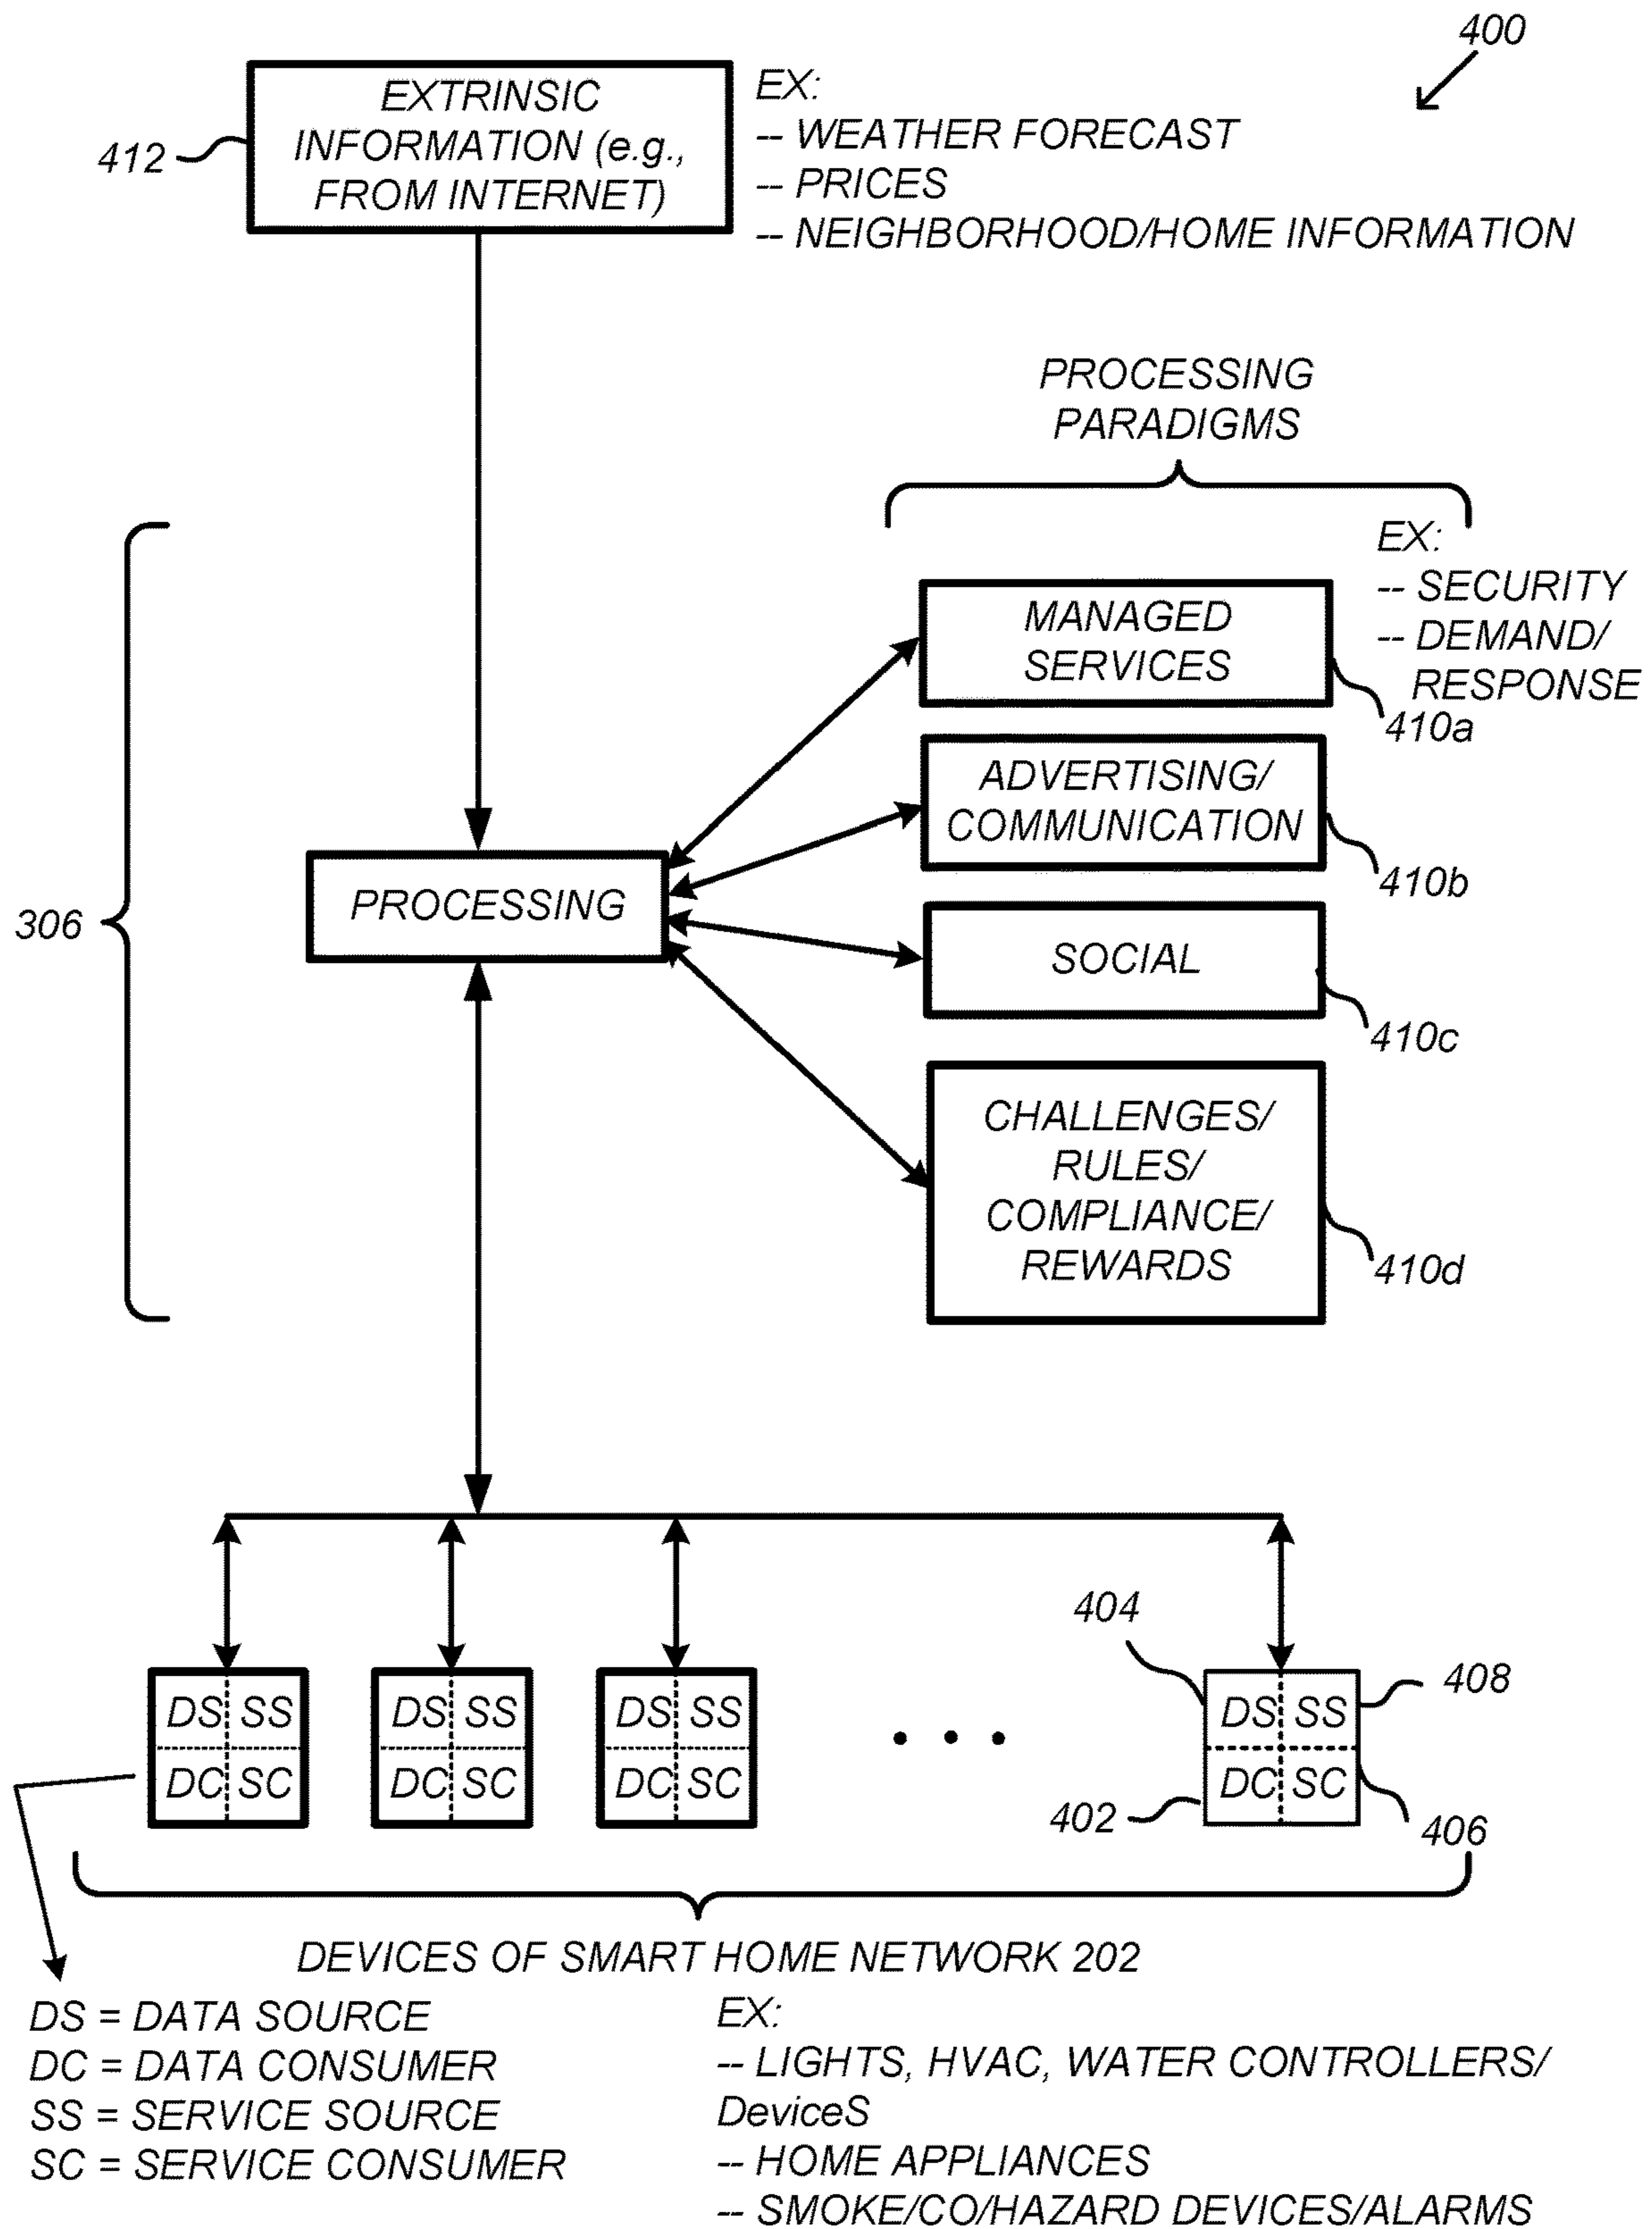 400
EXTRINSIC
INFORMATION (e.g.,
FROM INTERNET)
412
EX:
-- WEATHER FORECAST
-- PRICES
-- NEIGHBORHOOD/HOME INFORMATION
PROCESSING
PARADIGMS
EX:
-- SECURITY
-- DEMAND/
RESPONSE
MANAGED
SERVICES
410a
ADVERTISING/
COMMUNICATION
410b
306
PROCESSING
SOCIAL
410c
CHALLENGES/
RULES/
COMPLIANCE/
REWARDS
410d
404
408
DS SS
DC SC
DS SS
DC SC
DS SS
DC SC
DS SS
DC SC
402
406
DEVICES OF SMART HOME NETWORK 202
DS = DATA SOURCE
DC = DATA CONSUMER
SS = SERVICE SOURCE
SC = SERVICE CONSUMER
EX:
-- LIGHTS, HVAC, WATER CONTROLLERS/
DeviceS
-- HOME APPLIANCES
-- SMOKE/CO/HAZARD DEVICES/ALARMS